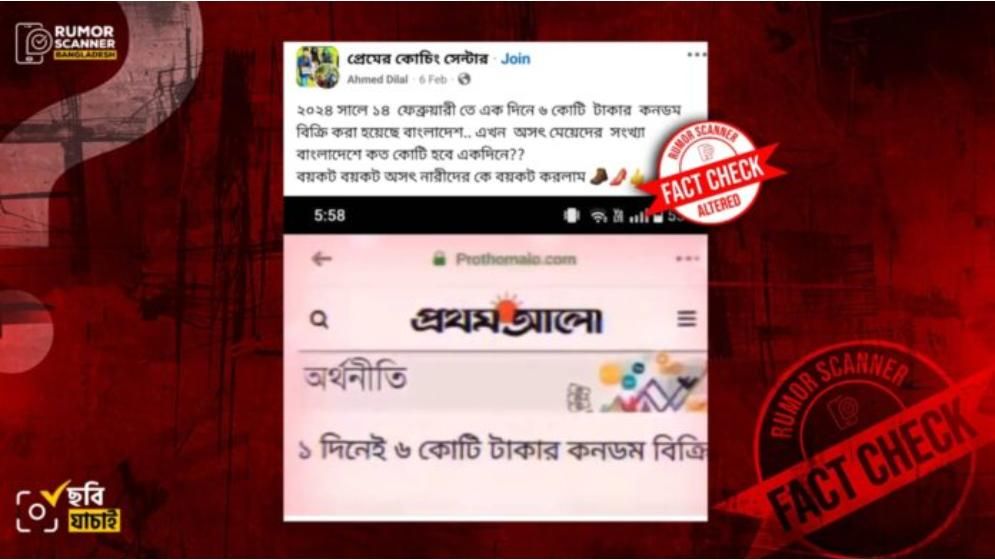 RUMOR
SCANNER
BANGLADESH
প্রেমের কোচিং সেন্টার · Join
Ahmed Dilal · 6 Feb ·
২০২৪ সালে ১৪ ফেব্রুয়ারী তে এক দিনে ৬ কোটি টাকার কনডম
বিক্রি করা হয়েছে বাংলাদেশ.. এখন অসৎ মেয়েদের সংখ্যা
বাংলাদেশে কত কোটি হবে একদিনে??
বয়কট বয়কট অসৎ নারীদের কে বয়কট করলাম
RUMOR SCANNER
FACT CHECK
ALTERED
5:58
Prothomalo.com
প্রথম আলো
অর্থনীতি
১ দিনেই ৬ কোটি টাকার কনডম বিক্রি
RUMOR SCANNER
FACT CHECK
ছবি
যাচাই